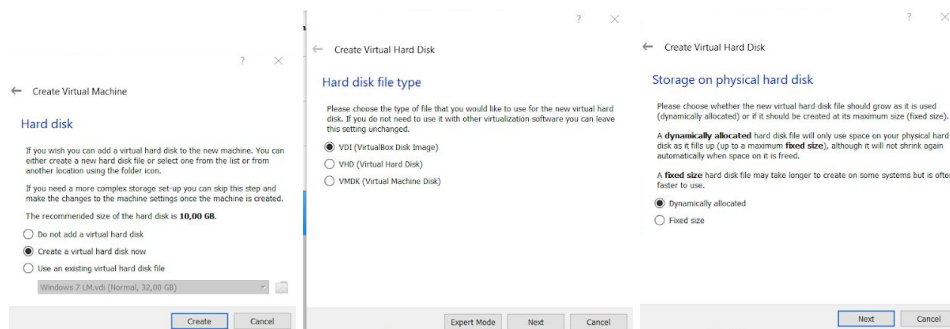 ?
Create Virtual Machine
Hard disk
If you wish you can add a virtual hard disk to the new machine. You can
either create a new hard disk file or select one from the list or from
another location using the folder icon.
If you need a more complex storage set-up you can skip this step and
make the changes to the machine settings once the machine is created.
The recommended size of the hard disk is 10,00 GB.
Do not add a virtual hard disk
Create a virtual hard disk now
Use an existing virtual hard disk file
Windows 7 LM.vdi (Normal, 32,00 GB)
Create Cancel
?
Create Virtual Hard Disk
Hard disk file type
Please choose the type of file that you would like to use for the new virtual hard
disk. If you do not need to use it with other virtualization software you can leave
this setting unchanged.
VDI (VirtualBox Disk Image)
VHD (Virtual Hard Disk)
VMDK (Virtual Machine Disk)
Expert Mode Next Cancel
?
Create Virtual Hard Disk
Storage on physical hard disk
Please choose whether the new virtual hard disk file should grow as it is used
(dynamically allocated) or if it should be created at its maximum size (fixed size).
A dynamically allocated hard disk file will only use space on your physical hard
disk as it fills up (up to a maximum fixed size), although it will not shrink again
automatically when space on it is freed.
A fixed size hard disk file may take longer to create on some systems but is ofte
faster to use.
Dynamically allocated
Fixed size
Next Cancel